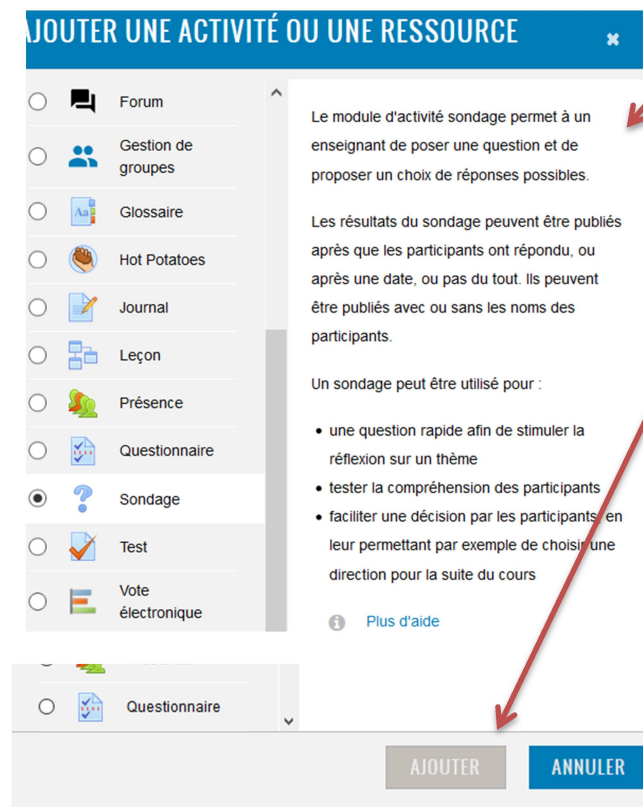 AJOUTER UNE ACTIVITÉ OU UNE RESSOURCE
Forum
Gestion de
groupes
Glossaire
Hot Potatoes
Journal
Leçon
Présence
Questionnaire
Sondage
Test
Vote
électronique
Le module d'activité sondage permet à un
enseignant de poser une question et de
proposer un choix de réponses possibles.
Les résultats du sondage peuvent être publiés
après que les participants ont répondu, ou
après une date, ou pas du tout. Ils peuvent
être publiés avec ou sans les noms des
participants.
Un sondage peut être utilisé pour :
• une question rapide afin de stimuler la
réflexion sur un thème
• tester la compréhension des participants
• faciliter une décision par les participants, en
leur permettant par exemple de choisir une
direction pour la suite du cours
Plus d'aide
Questionnaire
AJOUTER
ANNULER